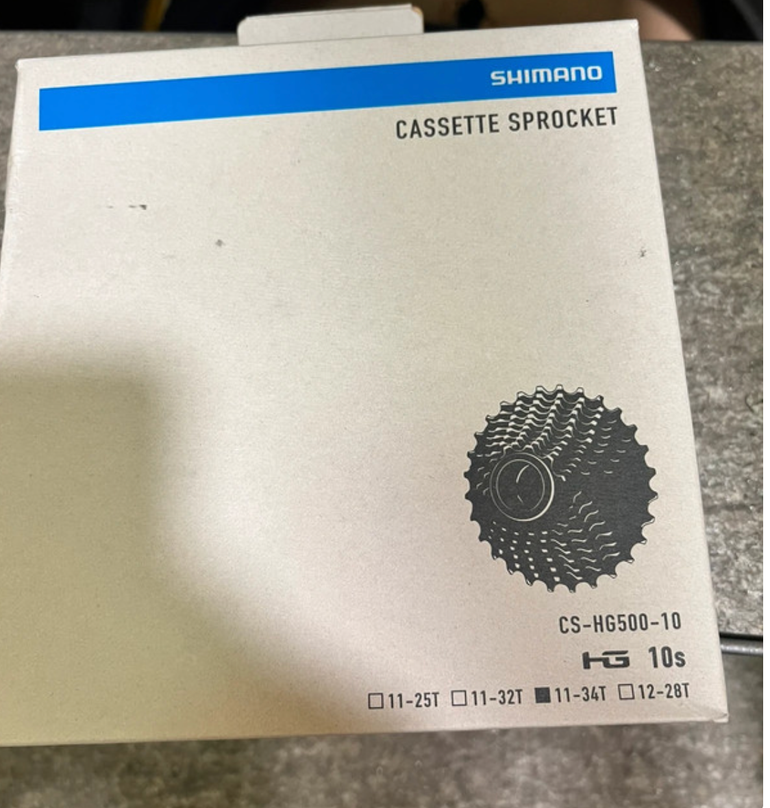 SHIMANO
CASSETTE SPROCKET
CS-HG500-10
HG 10s
☐11-25T ☐11-32T ■11-34T ☐12-28T